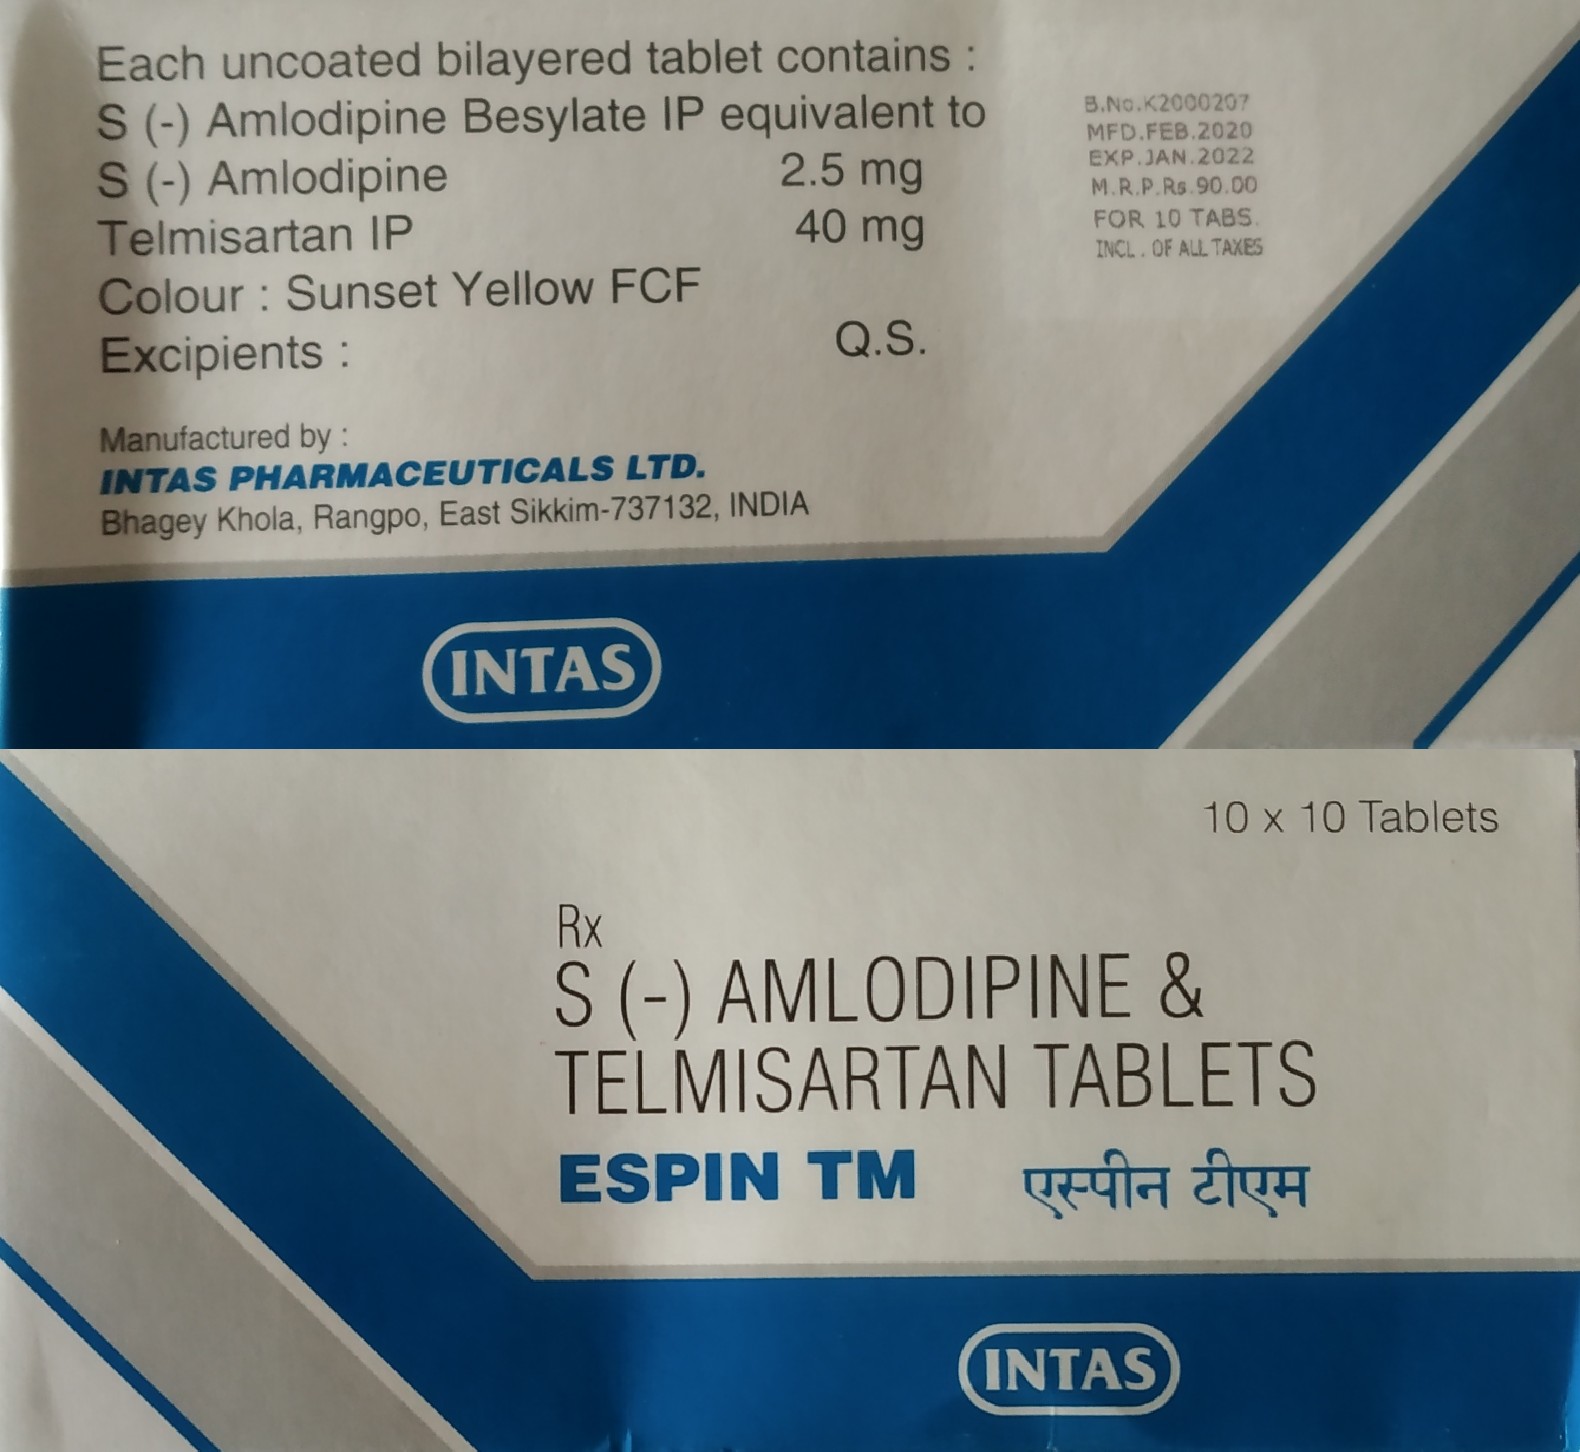 Each uncoated bilayered tablet contains :
S (-) Amlodipine Besylate IP equivalent to
S (-) Amlodipine 2.5 mg
Telmisartan IP 40 mg
Colour : Sunset Yellow FCF
Excipients : Q.S.
B.No.K2000207
MFD.FEB.2020
EXP.JAN.2022
M.R.P.Rs.90.00
FOR 10 TABS.
INCL. OF ALL TAXES
Manufactured by :
INTAS PHARMACEUTICALS LTD.
Bhagey Khola, Rangpo, East Sikkim-737132, INDIA
INTAS
10 x 10 Tablets
Rx
S (-) AMLODIPINE &
TELMISARTAN TABLETS
ESPIN TM एस्पीन टीएम
INTAS